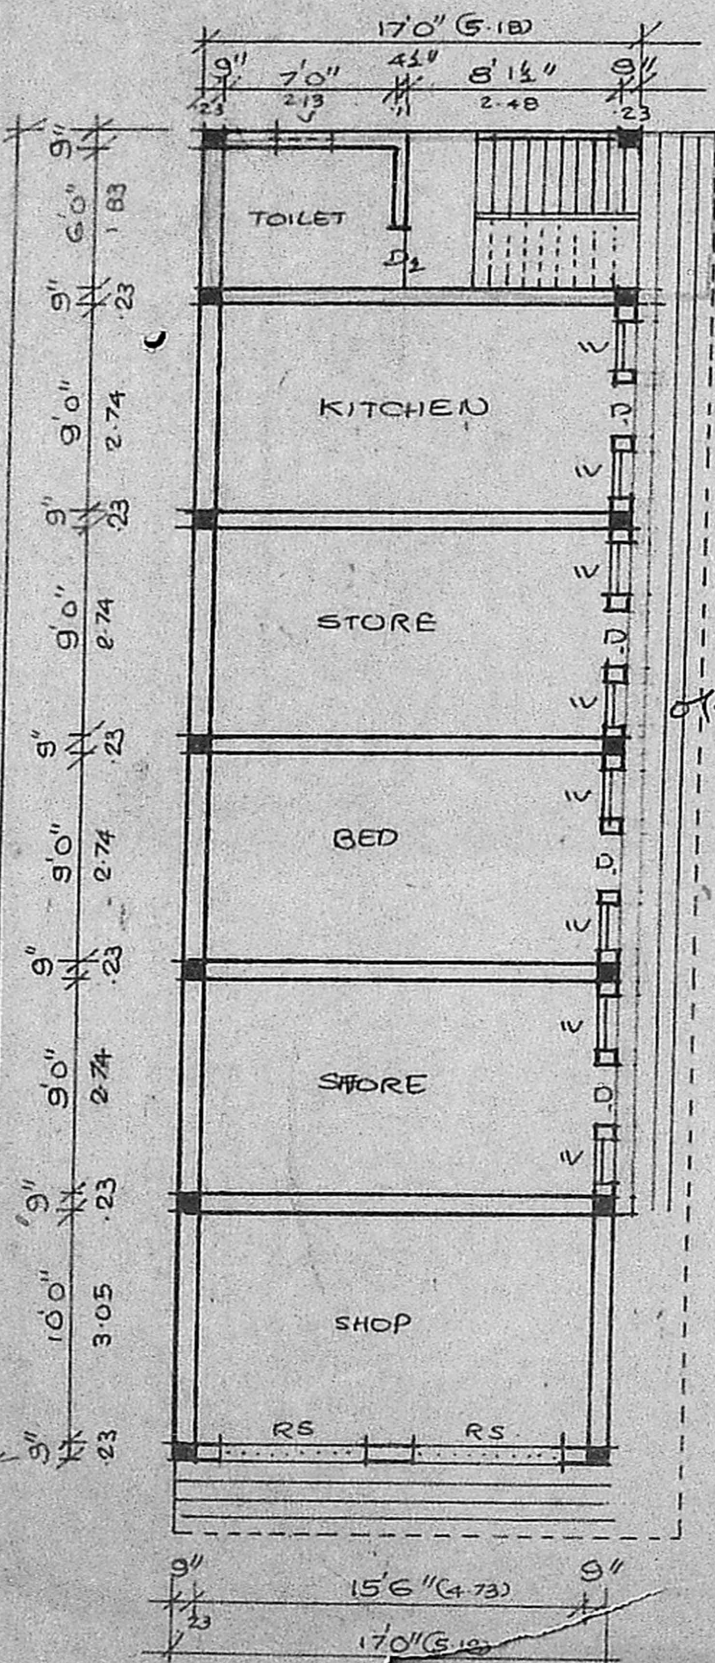 17'0" (5.18)
9" 7'0" 4½" 8'1½" 9"
.23 2.13 .11 2.48 .23
9"
6'0" 1.83
TOILET
D2
9" .23
W
9'0" 2.74
KITCHEN
D
W
9" .23
W
9'0" 2.74
STORE
D
W
9" .23
W
9'0" 2.74
BED
D
W
9" .23
W
9'0" 2.74
STORE
D
W
9" .23
10'0" 3.05
SHOP
RS RS
9" .23
9" 15'6" (4.73) 9"
.23
17'0" (5.18)